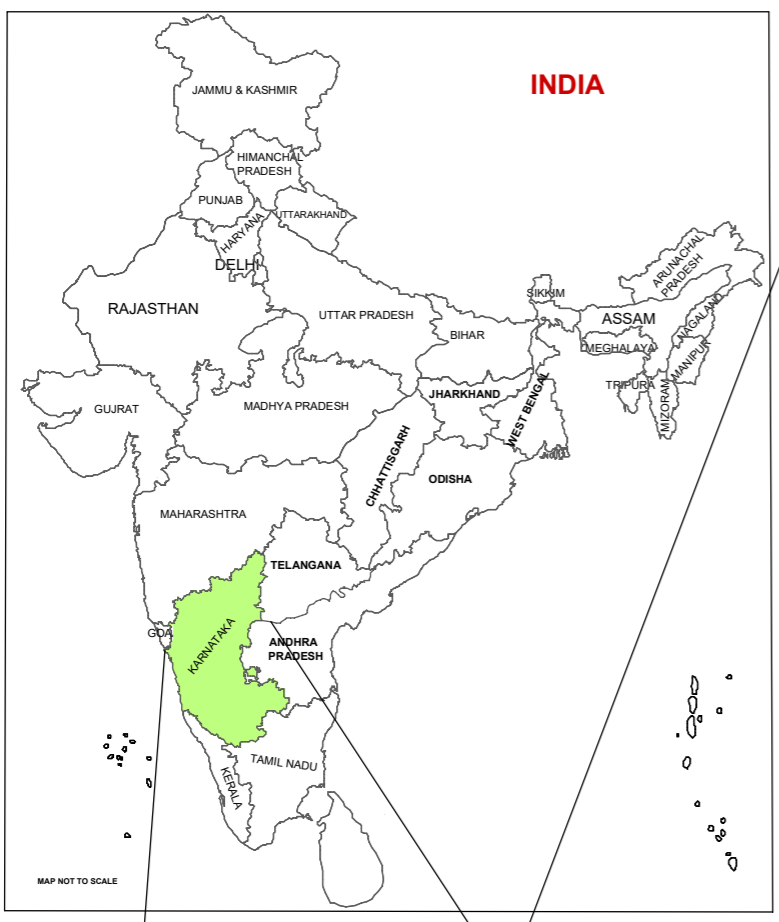 INDIA
JAMMU & KASHMIR
HIMANCHAL
PRADESH
PUNJAB
UTTARAKHAND
HARYANA
DELHI
RAJASTHAN
UTTAR PRADESH
BIHAR
SIKKIM
ARUNACHAL
PRADESH
ASSAM
NAGALAND
MEGHALAYA
MANIPUR
TRIPURA
MIZORAM
GUJRAT
MADHYA PRADESH
JHARKHAND
WEST BENGAL
CHHATTISGARH
ODISHA
MAHARASHTRA
TELANGANA
GOA
KARNATAKA
ANDHRA
PRADESH
TAMIL NADU
KERALA
MAP NOT TO SCALE